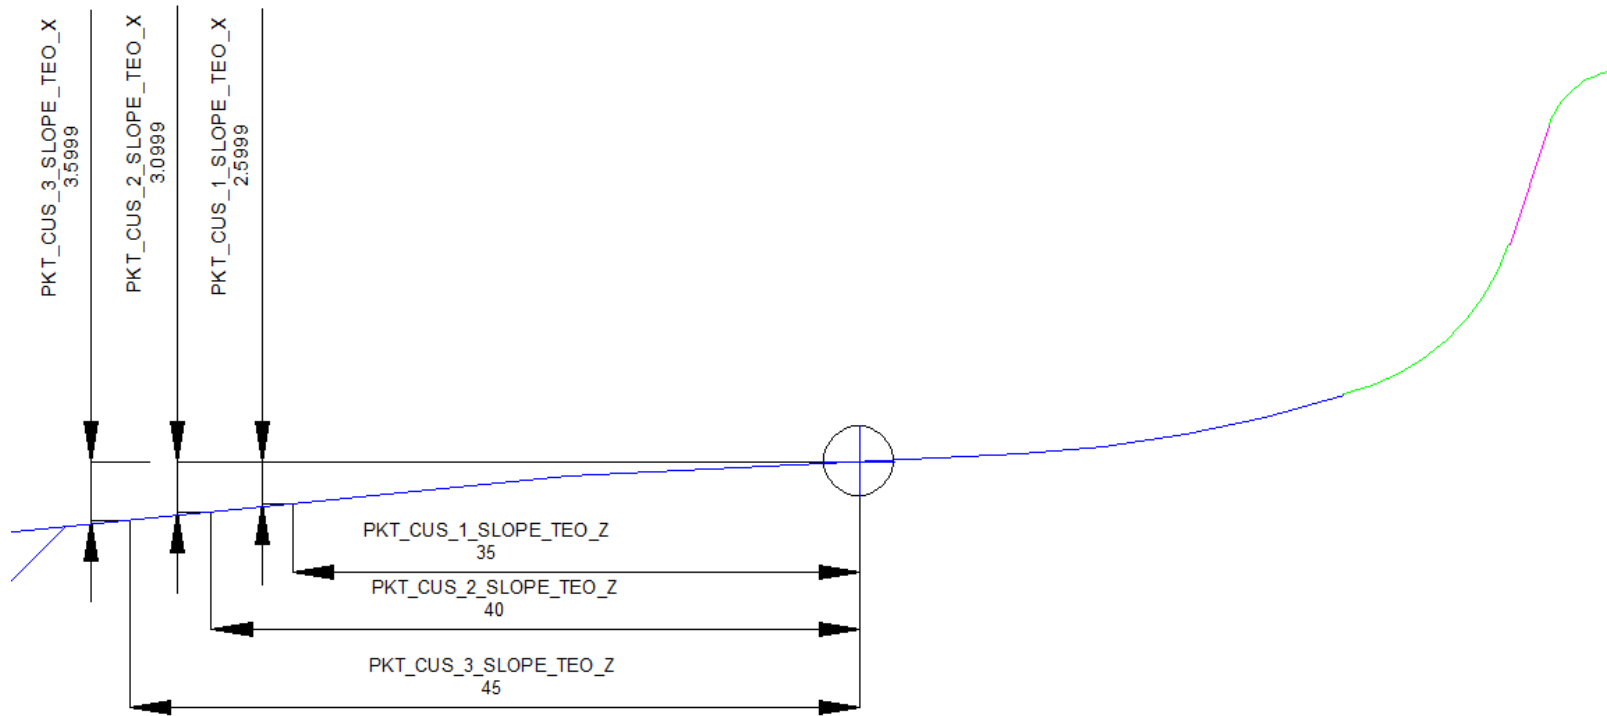 PKT_CUS_3_SLOPE_TEO_X
3.5999
PKT_CUS_2_SLOPE_TEO_X
3.0999
PKT_CUS_1_SLOPE_TEO_X
2.5999
PKT_CUS_1_SLOPE_TEO_Z
35
PKT_CUS_2_SLOPE_TEO_Z
40
PKT_CUS_3_SLOPE_TEO_Z
45